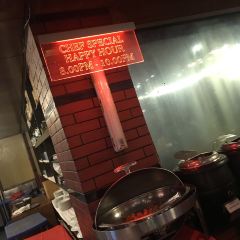 CHEF SPECIAL
HAPPY HOUR
8.00PM - 10.00PM